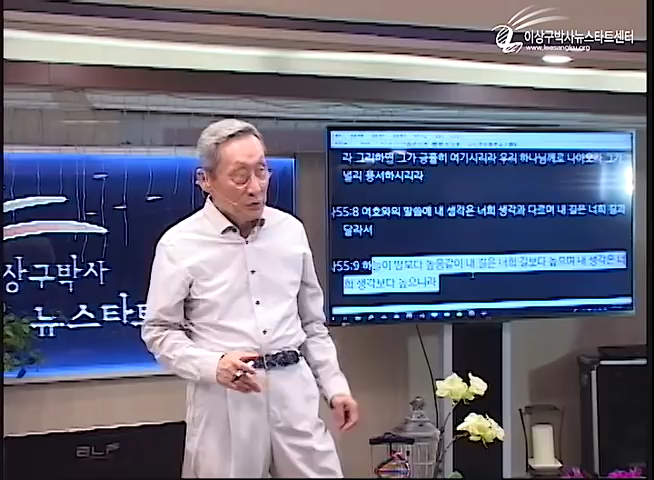 이상구박사뉴스타트센터
www.leesangku.org
라 그리하면 그가 긍휼히 여기시리라 우리 하나님께로 나아오라 그가
널리 용서하시리라
사55:8 여호와의 말씀에 내 생각은 너희 생각과 다르며 내 길은 너희 길과
달라서
사55:9 하늘이 땅보다 높음같이 내 길은 너희 길보다 높으며 내 생각은 너
희 생각보다 높으니라
상구박사
뉴스타트